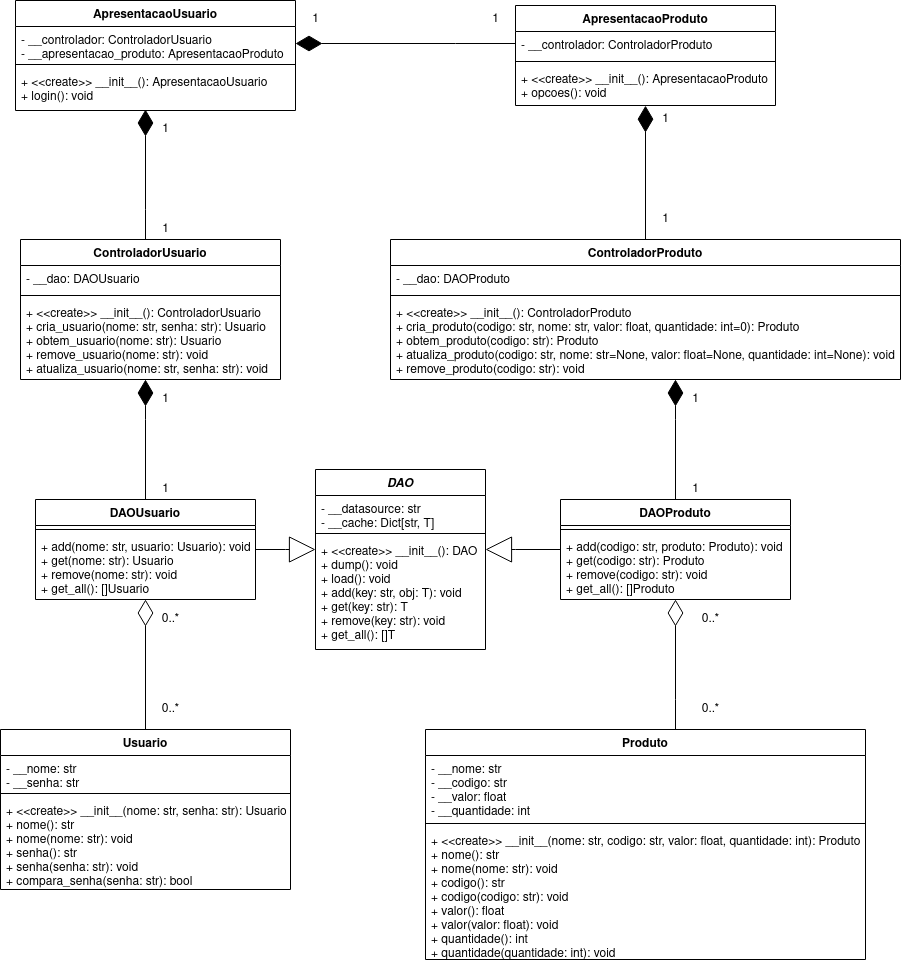 ApresentacaoUsuario
- __controlador: ControladorUsuario
- __apresentacao_produto: ApresentacaoProduto
+ <<create>> __init__(): ApresentacaoUsuario
+ login(): void
1
1
ApresentacaoProduto
- __controlador: ControladorProduto
+ <<create>> __init__(): ApresentacaoProduto
+ opcoes(): void
1
1
1
1
ControladorUsuario
- __dao: DAOUsuario
+ <<create>> __init__(): ControladorUsuario
+ cria_usuario(nome: str, senha: str): Usuario
+ obtem_usuario(nome: str): Usuario
+ remove_usuario(nome: str): void
+ atualiza_usuario(nome: str, senha: str): void
ControladorProduto
- __dao: DAOProduto
+ <<create>> __init__(): ControladorProduto
+ cria_produto(codigo: str, nome: str, valor: float, quantidade: int=0): Produto
+ obtem_produto(codigo: str): Produto
+ atualiza_produto(codigo: str, nome: str=None, valor: float=None, quantidade: int=None): void
+ remove_produto(codigo: str): void
1
1
1
1
DAOUsuario
+ add(nome: str, usuario: Usuario): void
+ get(nome: str): Usuario
+ remove(nome: str): void
+ get_all(): []Usuario
DAO
- __datasource: str
- __cache: Dict[str, T]
+ <<create>> __init__(): DAO
+ dump(): void
+ load(): void
+ add(key: str, obj: T): void
+ get(key: str): T
+ remove(key: str): void
+ get_all(): []T
DAOProduto
+ add(codigo: str, produto: Produto): void
+ get(codigo: str): Produto
+ remove(codigo: str): void
+ get_all(): []Produto
0..*
0..*
0..*
0..*
Usuario
- __nome: str
- __senha: str
+ <<create>> __init__(nome: str, senha: str): Usuario
+ nome(): str
+ nome(nome: str): void
+ senha(): str
+ senha(senha: str): void
+ compara_senha(senha: str): bool
Produto
- __nome: str
- __codigo: str
- __valor: float
- __quantidade: int
+ <<create>> __init__(nome: str, codigo: str, valor: float, quantidade: int): Produto
+ nome(): str
+ nome(nome: str): void
+ codigo(): str
+ codigo(codigo: str): void
+ valor(): float
+ valor(valor: float): void
+ quantidade(): int
+ quantidade(quantidade: int): void